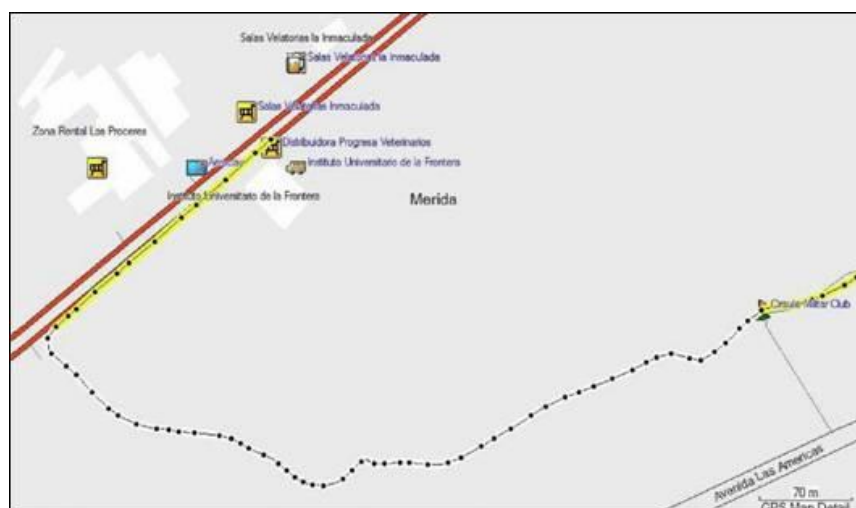 Salas Velatorias la Inmaculada
Salas Velatorias la Inmaculada
Salas Velatorias Inmaculada
Zona Rental Los Proceres
Distribuidora Progresa Veterinarios
Instituto Universitario de la Frontera
Instituto Universitario de la Frontera
Merida
Circulo Militar Club
Avenida Las Americas
70 m
GPS Map Detail